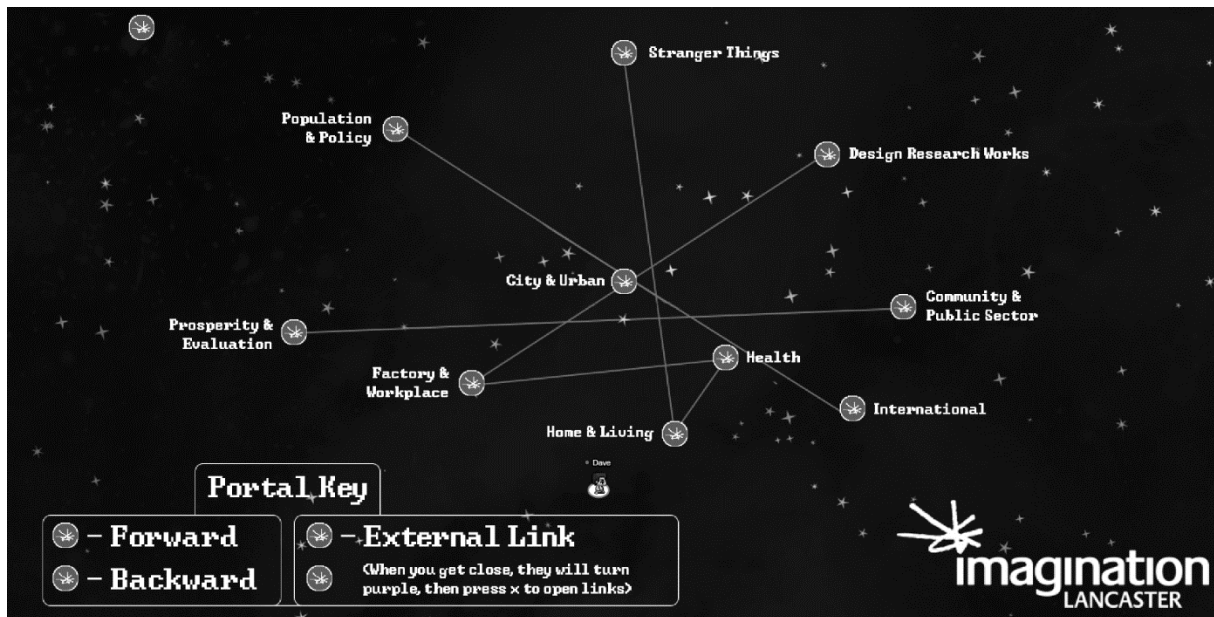 Stranger Things
Population
& Policy
Design Research Works
City & Urban
Community &
Public Sector
Prosperity &
Evaluation
Health
Factory &
Workplace
International
Home & Living
Dave
Portal Key
– Forward
– External Link
– Backward
(When you get close, they will turn
purple, then press x to open links)
imagination
LANCASTER